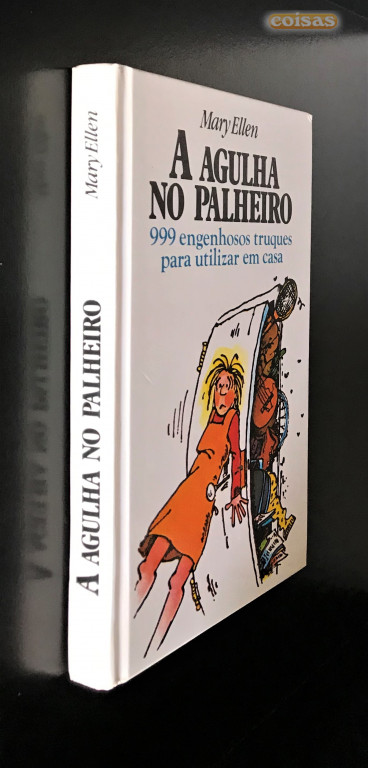 coisas
Mary Ellen
A AGULHA
NO PALHEIRO
999 engenhosos truques
para utilizar em casa
Mary Ellen
A AGULHA NO PALHEIRO